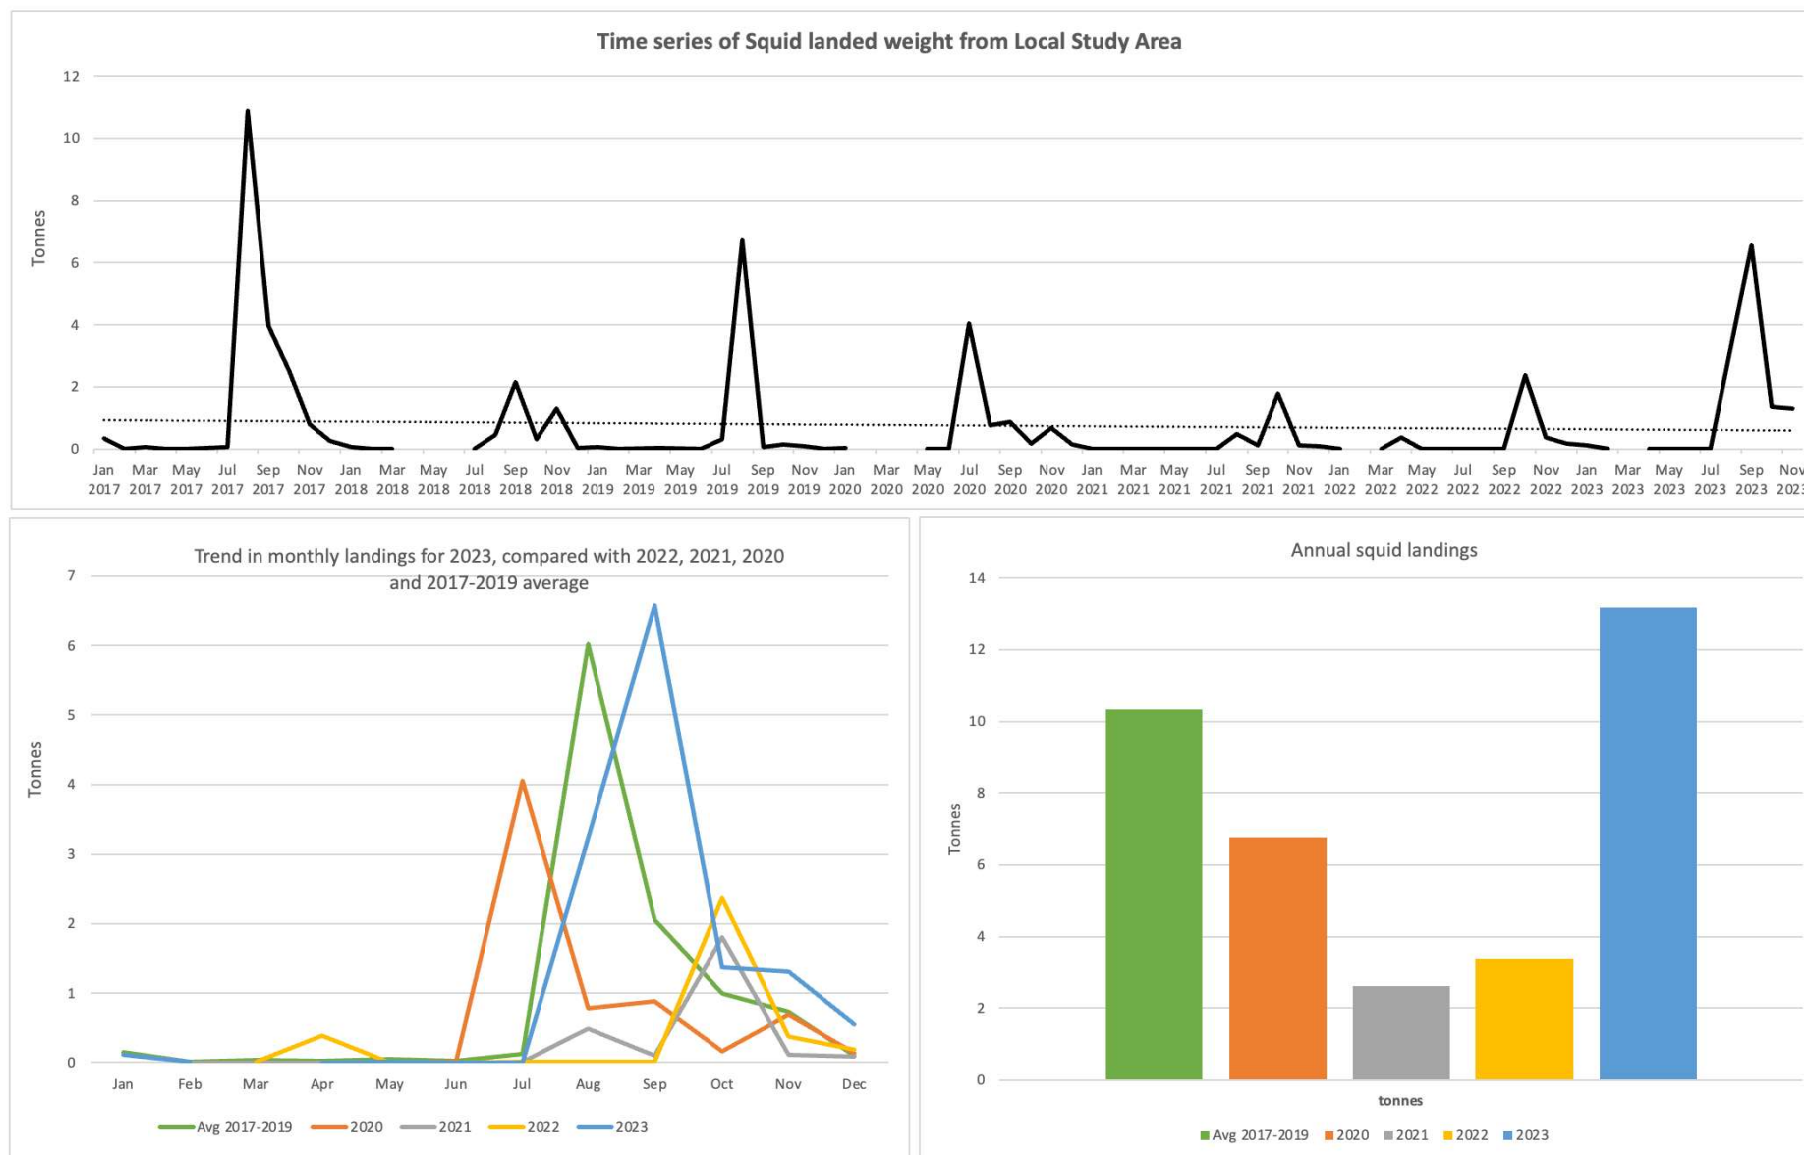 Time series of Squid landed weight from Local Study Area
12
10
8
6
4
2
0
Tonnes
Jan Mar May Jul Sep Nov Jan Mar May Jul Sep Nov Jan Mar May Jul Sep Nov Jan Mar May Jul Sep Nov Jan Mar May Jul Sep Nov Jan Mar May Jul Sep Nov Jan Mar May Jul Sep Nov
2017 2017 2017 2017 2017 2017 2018 2018 2018 2018 2018 2018 2019 2019 2019 2019 2019 2019 2020 2020 2020 2020 2020 2020 2021 2021 2021 2021 2021 2021 2022 2022 2022 2022 2022 2022 2023 2023 2023 2023 2023 2023
Trend in monthly landings for 2023, compared with 2022, 2021, 2020
and 2017-2019 average
7
6
5
4
3
2
1
0
Tonnes
Jan Feb Mar Apr May Jun Jul Aug Sep Oct Nov Dec
Avg 2017-2019 2020 2021 2022 2023
Annual squid landings
14
12
10
8
6
4
2
0
Tonnes
tonnes
Avg 2017-2019 2020 2021 2022 2023